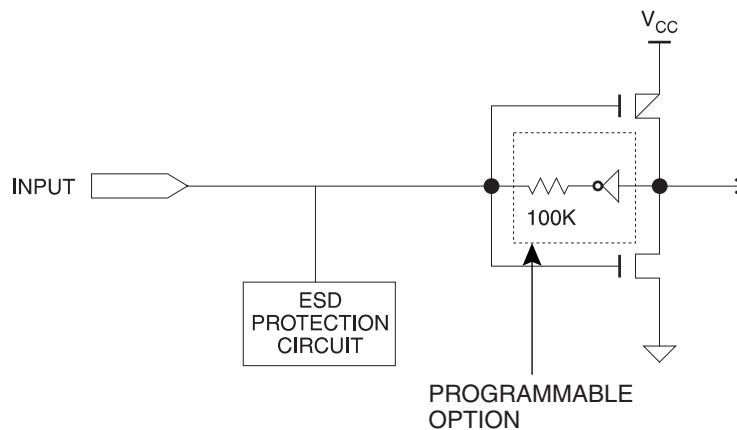 VCC
INPUT
100K
ESD
PROTECTION
CIRCUIT
PROGRAMMABLE
OPTION